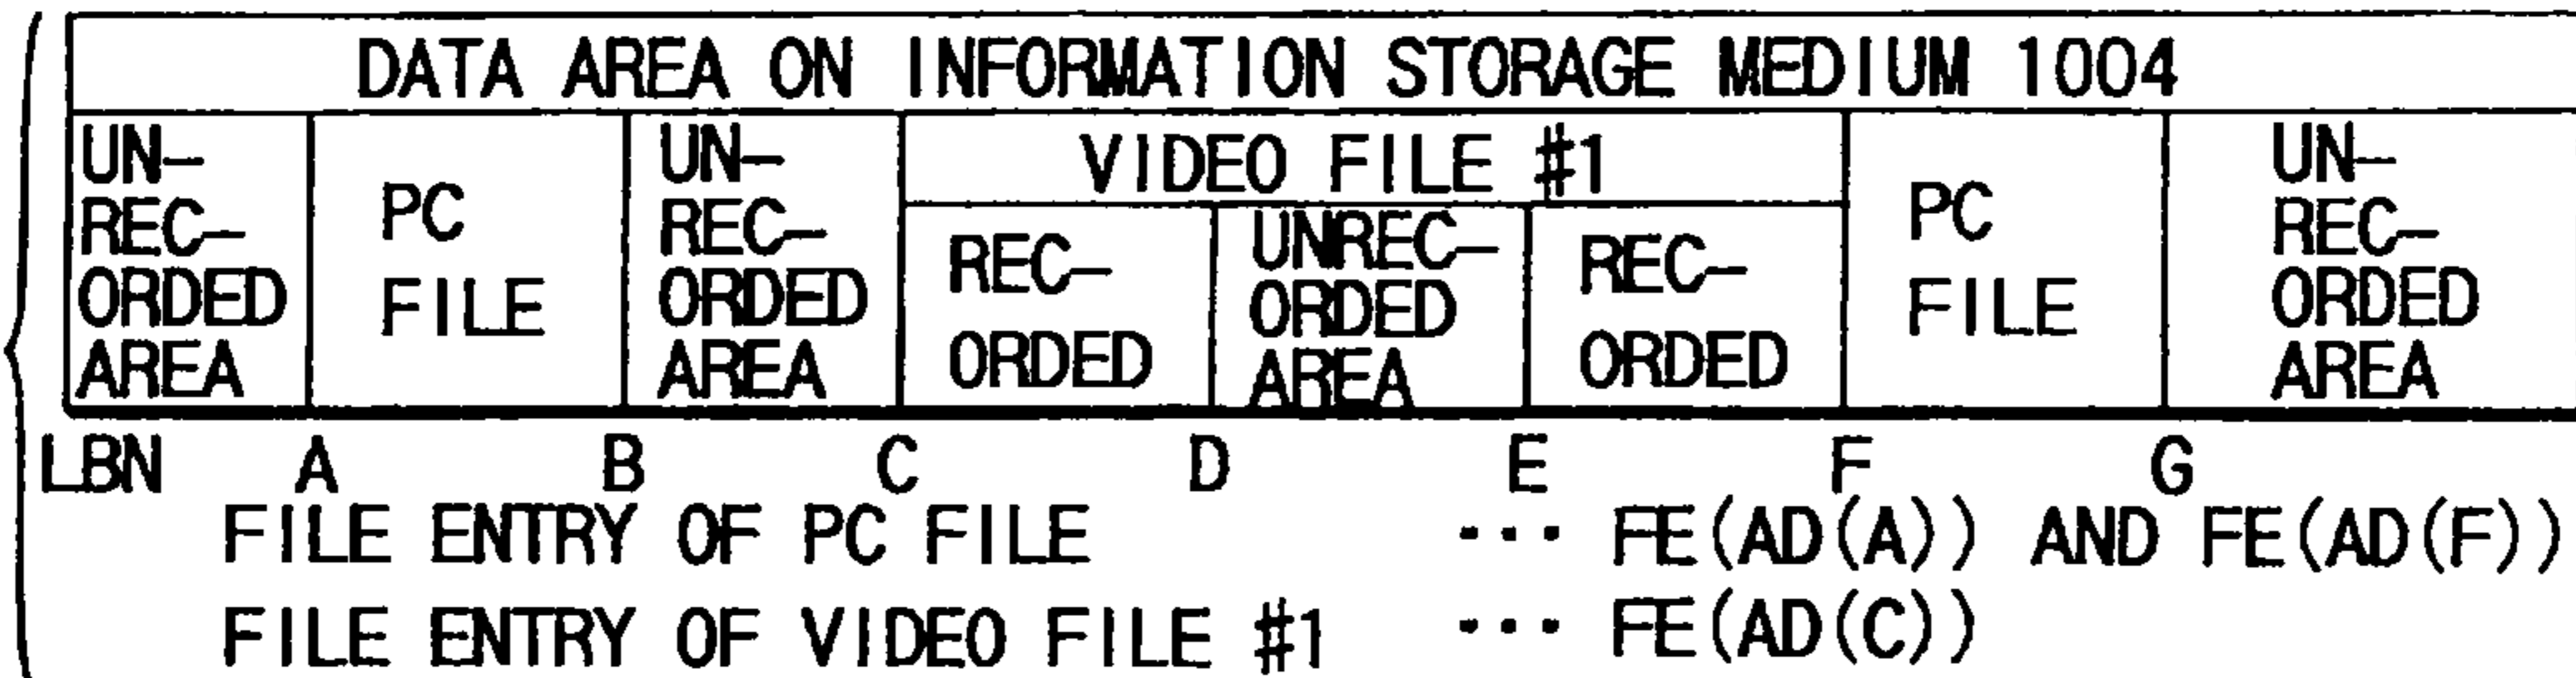 DATA AREA ON INFORMATION STORAGE MEDIUM 1004
UN-
REC-
ORDED
AREA
PC
FILE
UN-
REC-
ORDED
AREA
VIDEO FILE #1
REC-
ORDED
UNREC-
ORDED
AREA
REC-
ORDED
PC
FILE
UN-
REC-
ORDED
AREA
LBN A B C D E F G
FILE ENTRY OF PC FILE ··· FE(AD(A)) AND FE(AD(F))
FILE ENTRY OF VIDEO FILE #1 ··· FE(AD(C))